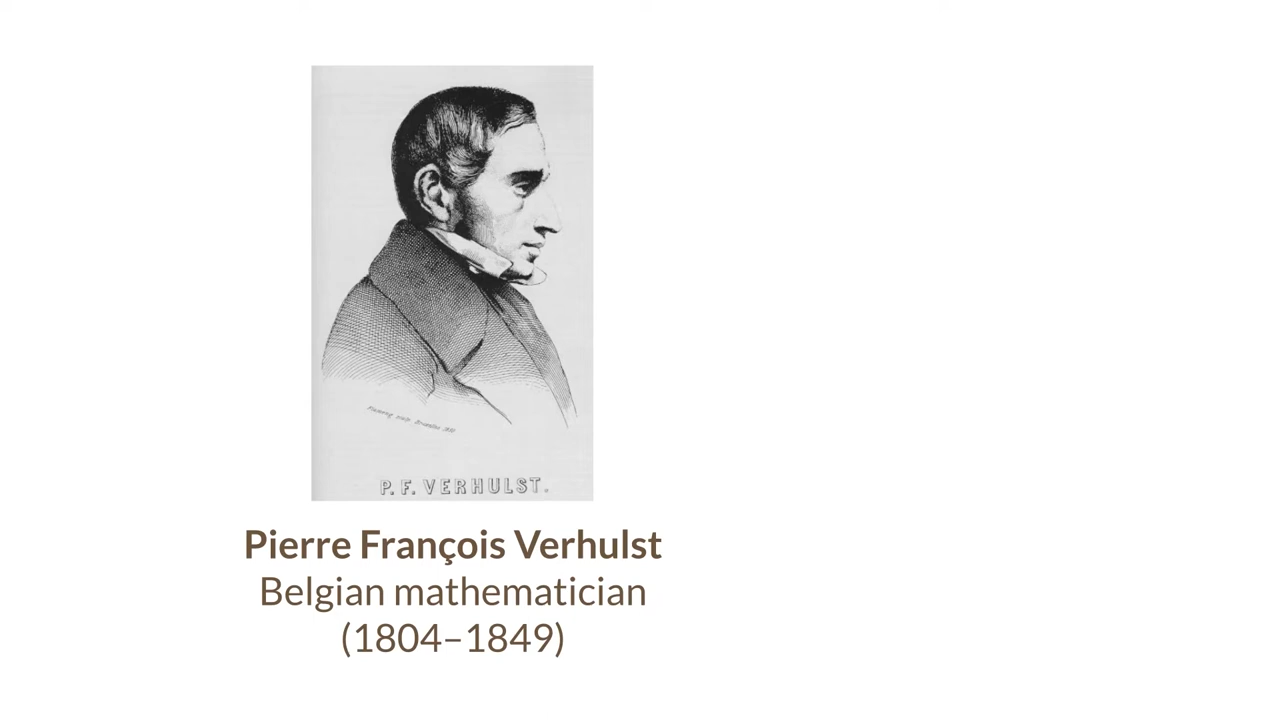 P. F. VERHULST.
Pierre François Verhulst
Belgian mathematician
(1804–1849)